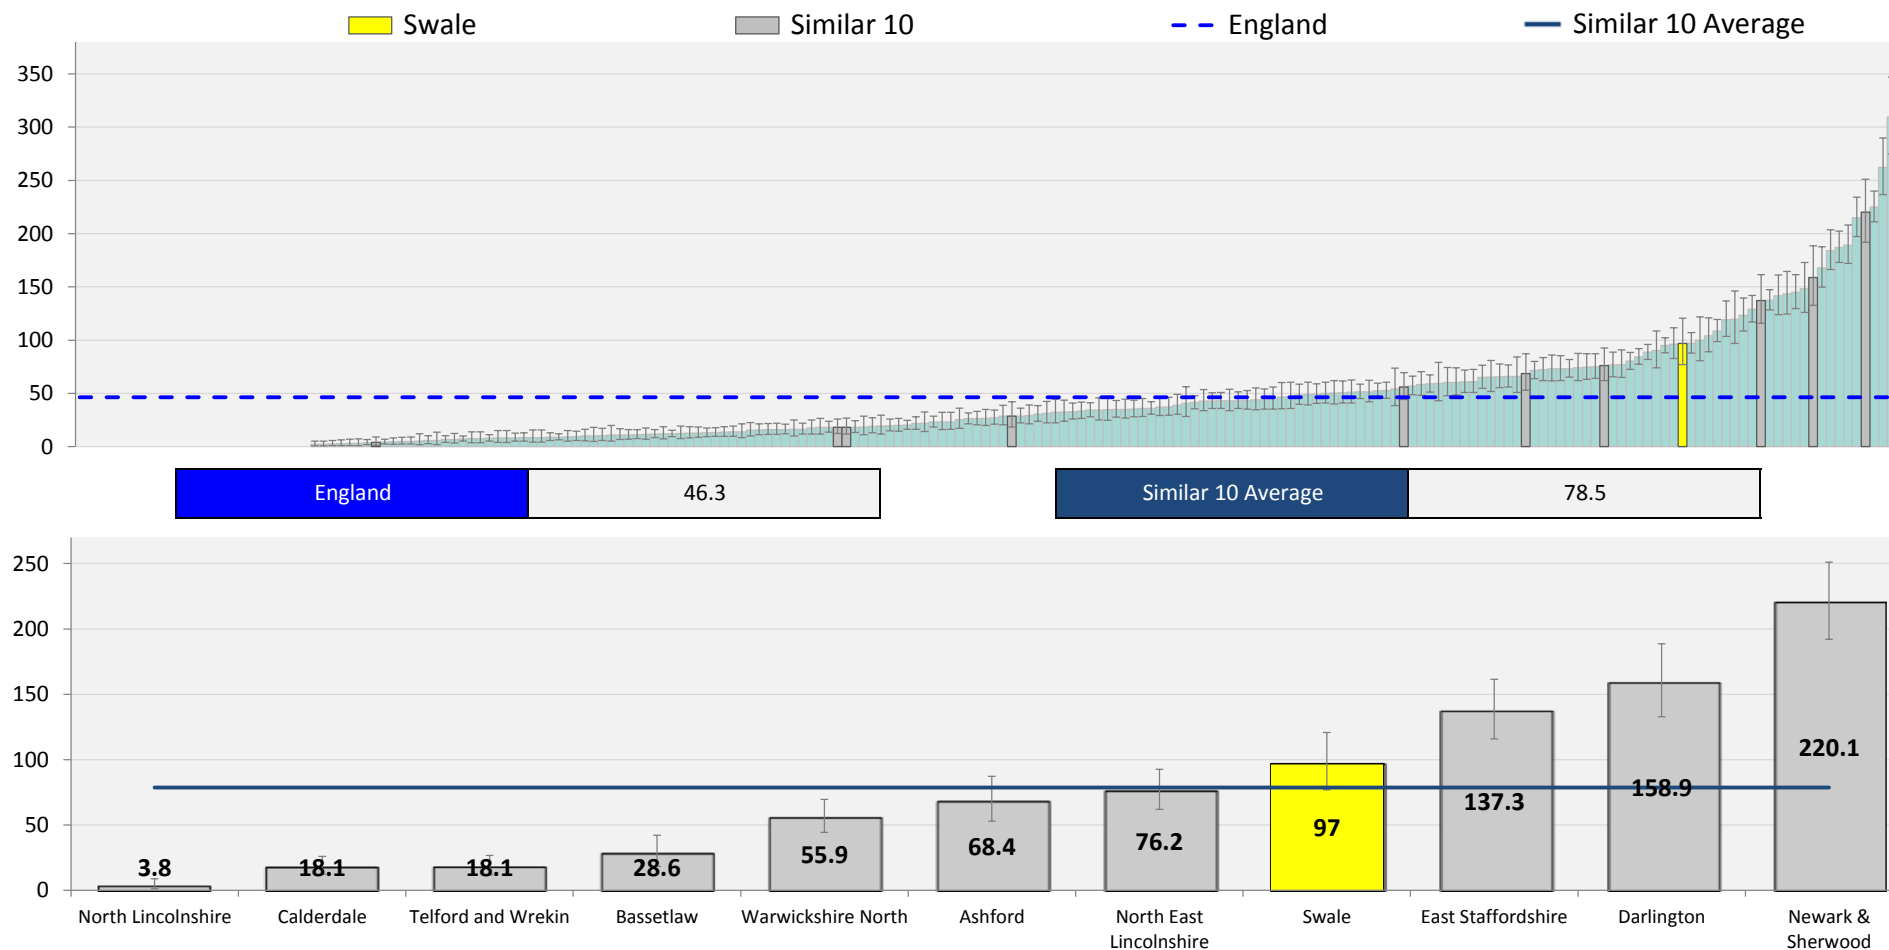 Swale
Similar 10
England
Similar 10 Average
350
300
250
200
150
100
50
0
England
46.3
Similar 10 Average
78.5
250
200
150
100
50
0
3.8
18.1
18.1
28.6
55.9
68.4
76.2
97
137.3
158.9
220.1
North Lincolnshire
Calderdale
Telford and Wrekin
Bassetlaw
Warwickshire North
Ashford
North East
Lincolnshire
Swale
East Staffordshire
Darlington
Newark &
Sherwood